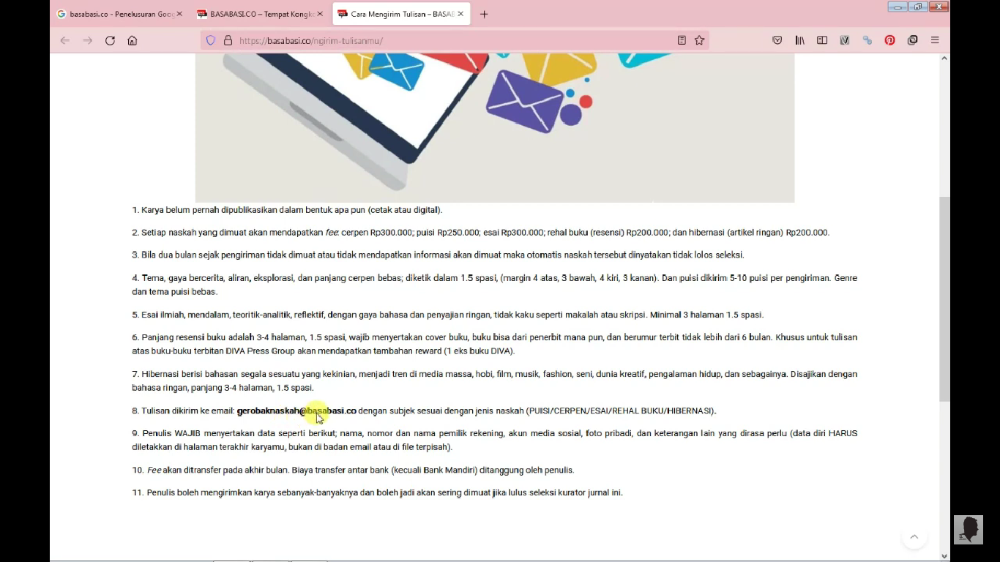 basabasi.co - Penelusuran Goog
BASABASI.CO – Tempat Kongko
Cara Mengirim Tulisan – BASAB
https://basabasi.co/ngirim-tulisanmu/
1. Karya belum pernah dipublikasikan dalam bentuk apa pun (cetak atau digital).
2. Setiap naskah yang dimuat akan mendapatkan fee: cerpen Rp300.000; puisi Rp250.000; esai Rp300.000; rehal buku (resensi) Rp200.000; dan hibernasi (artikel ringan) Rp200.000.
3. Bila dua bulan sejak pengiriman tidak dimuat atau tidak mendapatkan informasi akan dimuat maka otomatis naskah tersebut dinyatakan tidak lolos seleksi.
4. Tema, gaya bercerita, aliran, eksplorasi, dan panjang cerpen bebas; diketik dalam 1.5 spasi, (margin 4 atas, 3 bawah, 4 kiri, 3 kanan). Dan puisi dikirim 5-10 puisi per pengiriman. Genre
dan tema puisi bebas.
5. Esai ilmiah, mendalam, teoritik-analitik, reflektif, dengan gaya bahasa dan penyajian ringan, tidak kaku seperti makalah atau skripsi. Minimal 3 halaman 1.5 spasi.
6. Panjang resensi buku adalah 3-4 halaman, 1.5 spasi, wajib menyertakan cover buku, buku bisa dari penerbit mana pun, dan berumur terbit tidak lebih dari 6 bulan. Khusus untuk tulisan
atas buku-buku terbitan DIVA Press Group akan mendapatkan tambahan reward (1 eks buku DIVA).
7. Hibernasi berisi bahasan segala sesuatu yang kekinian, menjadi tren di media massa, hobi, film, musik, fashion, seni, dunia kreatif, pengalaman hidup, dan sebagainya. Disajikan dengan
bahasa ringan, panjang 3-4 halaman, 1.5 spasi.
8. Tulisan dikirim ke email: gerobaknaskah@basabasi.co dengan subjek sesuai dengan jenis naskah (PUISI/CERPEN/ESAI/REHAL BUKU/HIBERNASI).
9. Penulis WAJIB menyertakan data seperti berikut; nama, nomor dan nama pemilik rekening, akun media sosial, foto pribadi, dan keterangan lain yang dirasa perlu (data diri HARUS
diletakkan di halaman terakhir karyamu, bukan di badan email atau di file terpisah).
10. Fee akan ditransfer pada akhir bulan. Biaya transfer antar bank (kecuali Bank Mandiri) ditanggung oleh penulis.
11. Penulis boleh mengirimkan karya sebanyak-banyaknya dan boleh jadi akan sering dimuat jika lulus seleksi kurator jurnal ini.